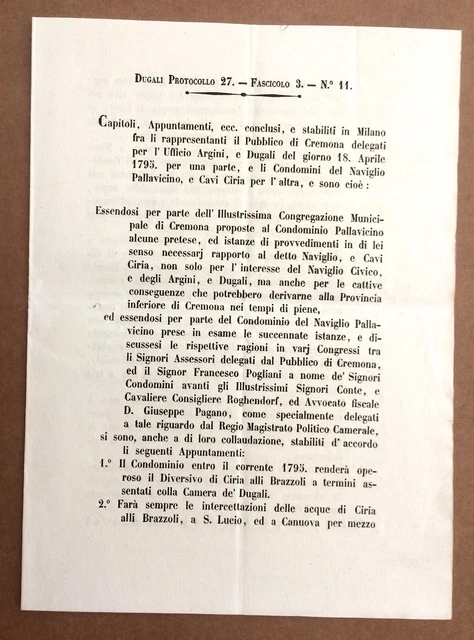 Dugali Protocollo 27. — Fascicolo 3. — N.º 11.
Capitoli, Appuntamenti, ecc. conclusi, e stabiliti in Milano
fra li rappresentanti il Pubblico di Cremona delegati
per l'Ufficio Argini, e Dugali del giorno 18. Aprile
1795. per una parte, e li Condomini del Naviglio
Pallavicino, e Cavi Ciria per l'altra, e sono cioè:
Essendosi per parte dell'Illustrissima Congregazione Munici-
pale di Cremona proposte al Condominio Pallavicino
alcune pretese, ed istanze di provvedimenti in di lei
senso necessarj rapporto al detto Naviglio, e Cavi
Ciria, non solo per l'interesse del Naviglio Civico,
e degli Argini, e Dugali, ma anche per le cattive
conseguenze che potrebbero derivarne alla Provincia
inferiore di Cremona nei tempi di piene,
ed essendosi per parte del Condominio del Naviglio Palla-
vicino prese in esame le succennate istanze, e di-
scussesi le rispettive ragioni in varj Congressi tra
li Signori Assessori delegati dal Pubblico di Cremona,
ed il Signor Francesco Pogliani a nome de' Signori
Condomini avanti gli Illustrissimi Signori Conte, e
Cavaliere Consigliere Roghendorf, ed Avvocato fiscale
D. Giuseppe Pagano, come specialmente delegati
a tale riguardo dal Regio Magistrato Politico Camerale,
si sono, anche a di loro collaudazione, stabiliti d'accordo
li seguenti Appuntamenti:
1.º Il Condominio entro il corrente 1795. renderà ope-
roso il Diversivo di Ciria alli Brazzoli a termini as-
sentati colla Camera de' Dugali.
2.º Farà sempre le intercettazioni delle acque di Ciria
alli Brazzoli, a S. Lucio, ed a Canuova per mezzo